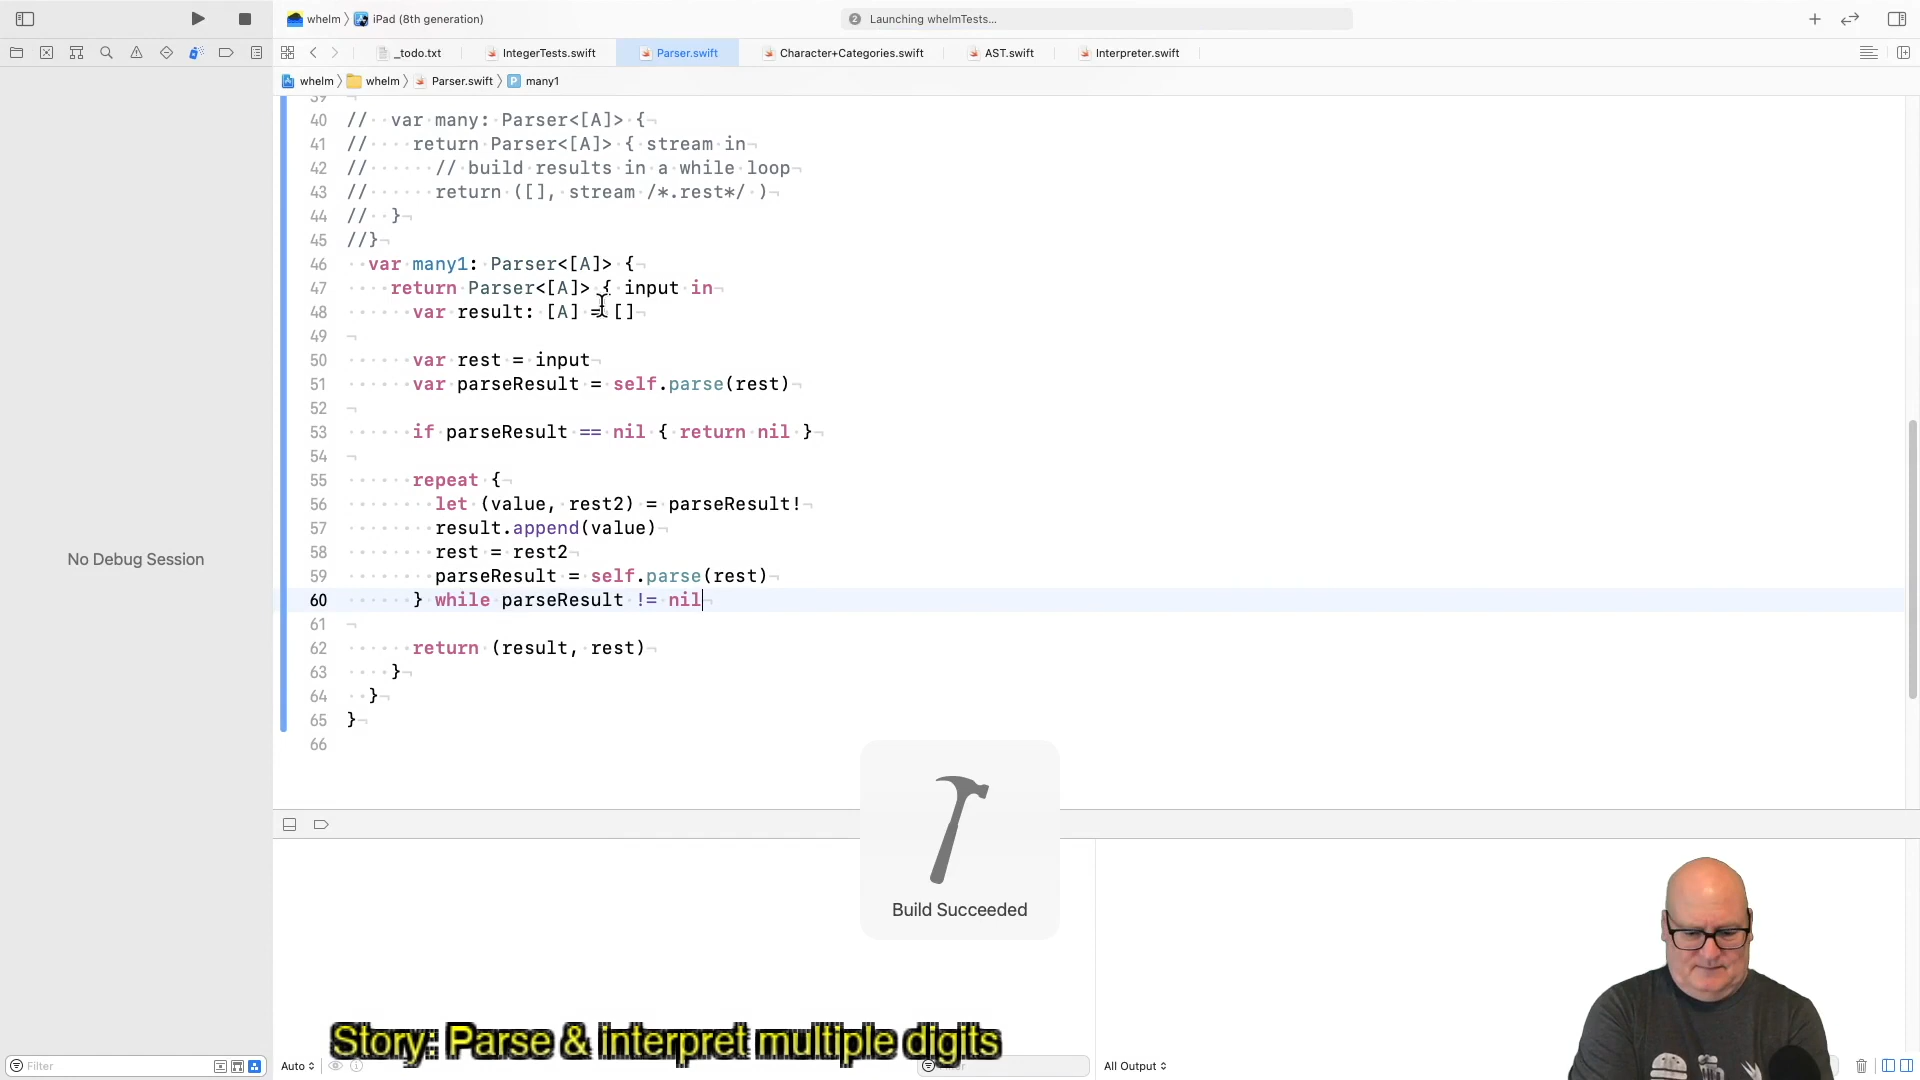 whelm 〉 iPad (8th generation)
2 Launching whelmTests...
_todo.txt IntegerTests.swift Parser.swift Character+Categories.swift AST.swift Interpreter.swift
whelm 〉 whelm 〉 Parser.swift 〉 P many1
39
40 //  var many: Parser<[A]> {
41 //    return Parser<[A]> { stream in
42 //      // build results in a while loop
43 //      return ([], stream /*.rest*/ )
44 //  }
45 //}
46   var many1: Parser<[A]> {
47     return Parser<[A]> { input in
48       var result: [A] = []
49
50       var rest = input
51       var parseResult = self.parse(rest)
52
53       if parseResult == nil { return nil }
54
55       repeat {
56         let (value, rest2) = parseResult!
57         result.append(value)
58         rest = rest2
59         parseResult = self.parse(rest)
60       } while parseResult != nil
61
62       return (result, rest)
63     }
64   }
65 }
66
No Debug Session
Build Succeeded
Story: Parse & interpret multiple digits
Filter
Auto
All Output